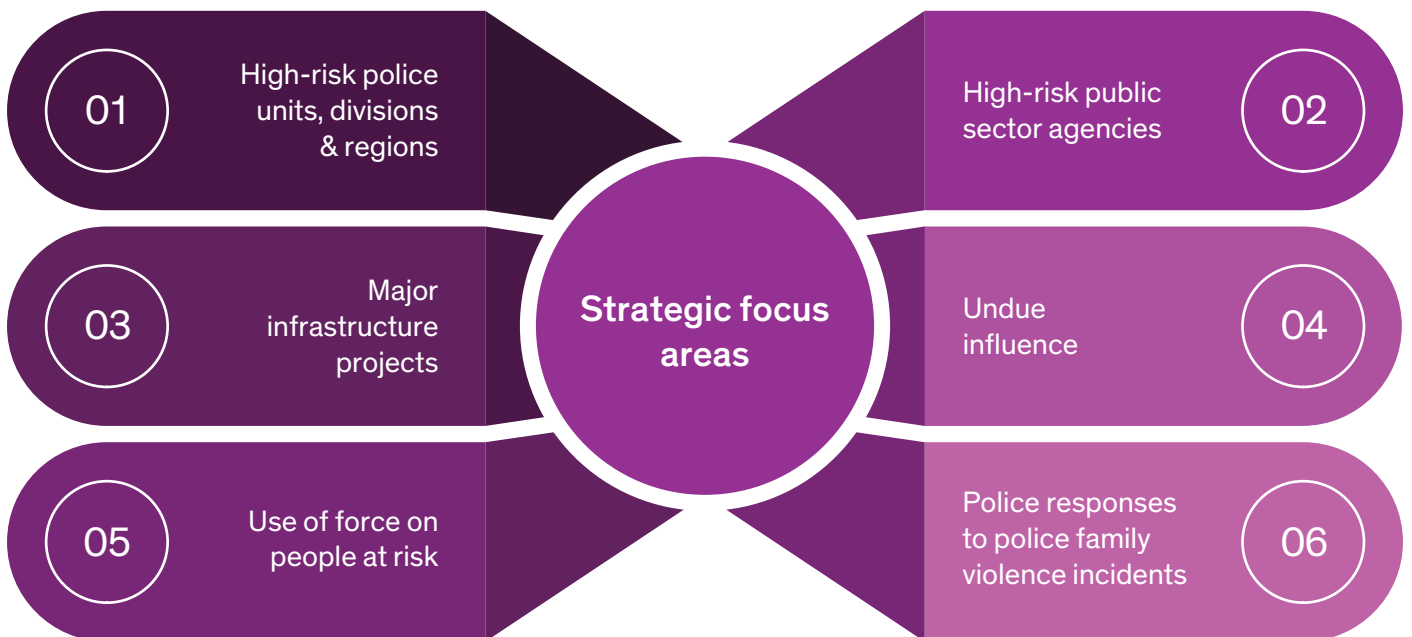 01
High-risk police
units, divisions
& regions
High-risk public
sector agencies
02
03
Major
infrastructure
projects
Strategic focus
areas
Undue
influence
04
05
Use of force on
people at risk
Police responses
to police family
violence incidents
06